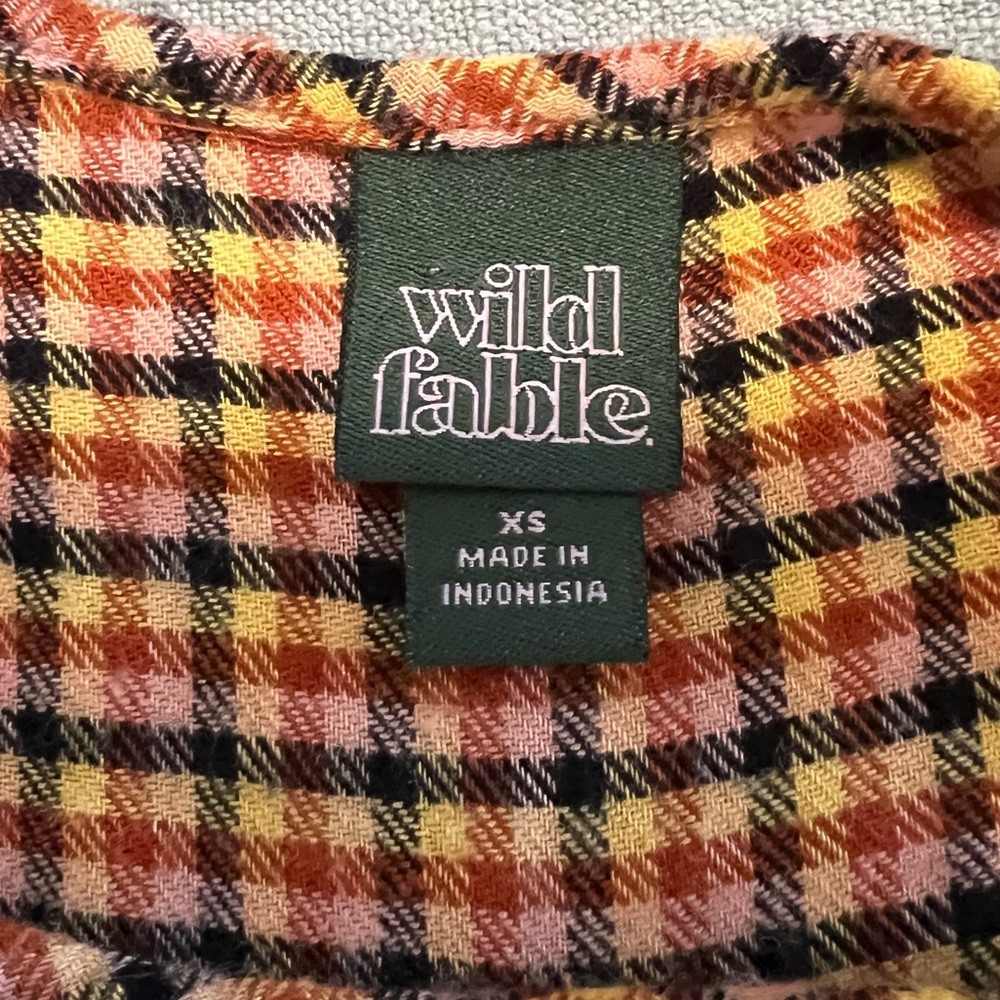 wild
fable.
XS
MADE IN
INDONESIA